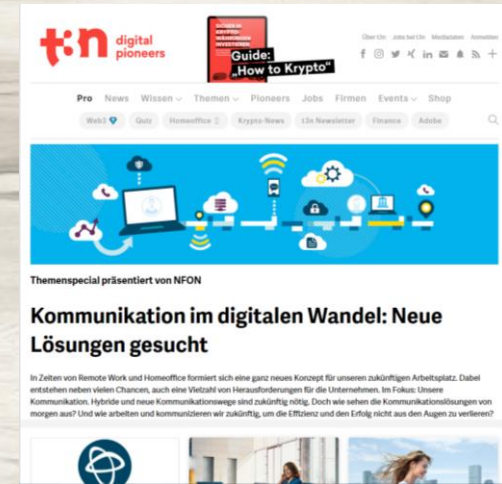 t3n digital pioneers
INVESTIEREN
Guide:
„How to Krypto“
Über Uns Jobs bei t3n Mediadaten Anmelden
Pro News Wissen Themen Pioneers Jobs Firmen Events Shop
Web3 Quiz Homeoffice Krypto-News t3n Newsletter Finance Adobe
Themenspecial präsentiert von NFON
Kommunikation im digitalen Wandel: Neue
Lösungen gesucht
In Zeiten von Remote Work und Homeoffice formiert sich eine ganz neues Konzept für unseren zukünftigen Arbeitsplatz. Dabei
entstehen neben vielen Chancen, auch eine Vielzahl von Herausforderungen für die Unternehmen. Im Fokus: Unsere
Kommunikation. Hybride und neue Kommunikationswege sind zukünftig nötig. Doch wie sehen die Kommunikationslösungen von
morgen aus? Und wie arbeiten und kommunizieren wir zukünftig, um die Effizienz und den Erfolg nicht aus den Augen zu verlieren?